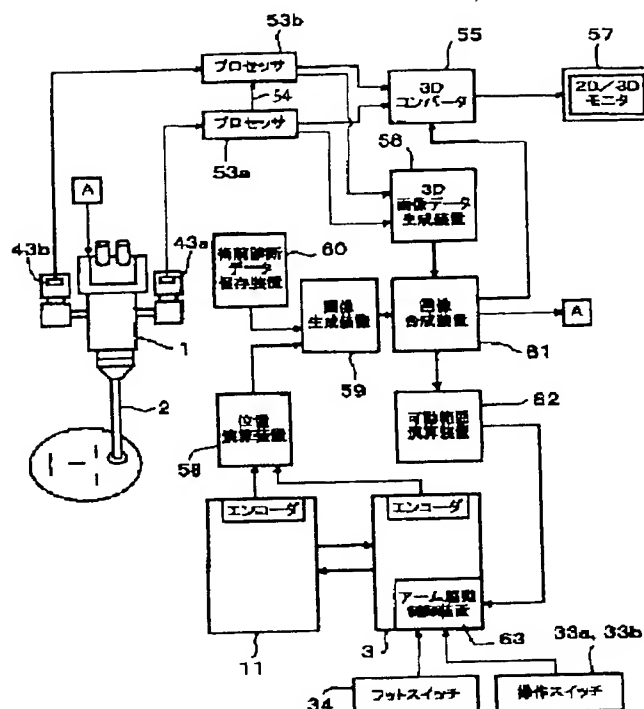 53b
プロセッサ
54
プロセッサ
53a
55
3D
コンバータ
57
2D/3D
モニタ
58
3D
画像データ
生成装置
A
43b
43a
1
2
60
術前診断
データ
保存装置
画像
生成装置
59
画像
合成装置
61
A
位置
演算装置
58
可動範囲
演算装置
62
エンコーダ
11
エンコーダ
アーム駆動
制御装置
3
63
33a、33b
34
フットスイッチ
操作スイッチ